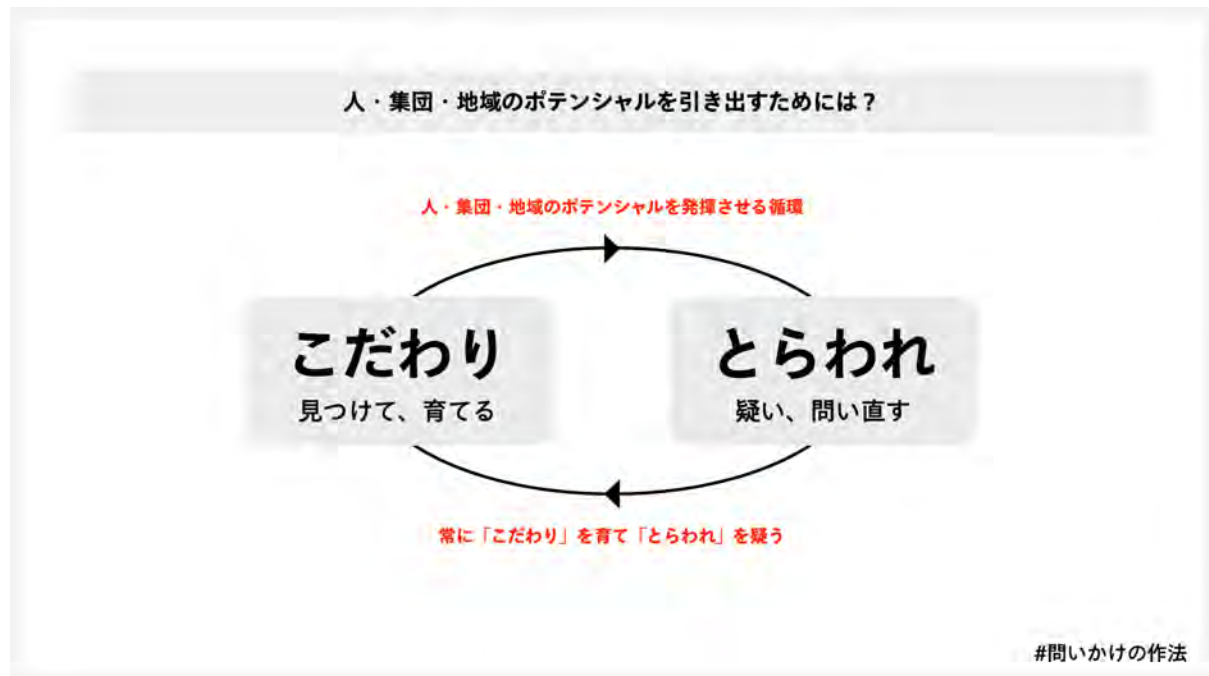 人・集団・地域のポテンシャルを引き出すためには？
人・集団・地域のポテンシャルを発揮させる循環
こだわり
見つけて、育てる
とらわれ
疑い、問い直す
常に「こだわり」を育て「とらわれ」を疑う
#問いかけの作法